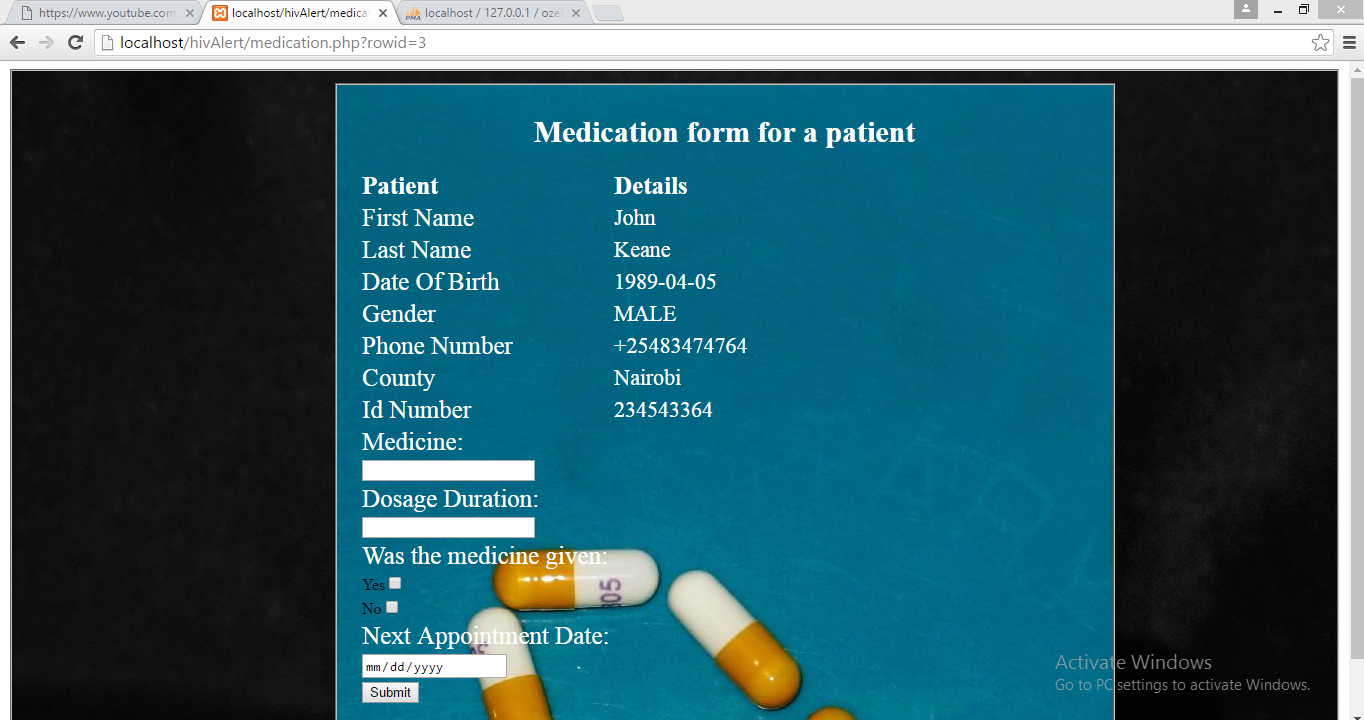 https://www.youtube.com
localhost/hivAlert/medica
localhost / 127.0.0.1 / oze
localhost/hivAlert/medication.php?rowid=3
Medication form for a patient
Patient Details
First Name John
Last Name Keane
Date Of Birth 1989-04-05
Gender MALE
Phone Number +25483474764
County Nairobi
Id Number 234543364
Medicine:
Dosage Duration:
Was the medicine given:
Yes
No
Next Appointment Date:
mm/dd/yyyy
Submit
Activate Windows
Go to PC settings to activate Windows.